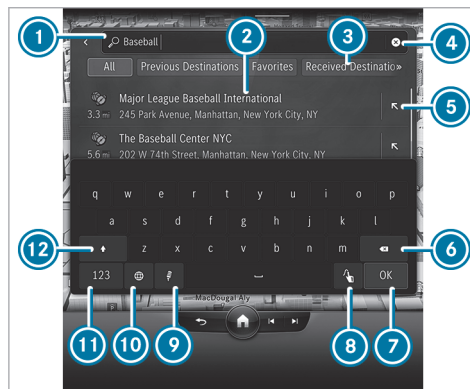 1
2
3
4
Baseball
All Previous Destinations Favorites Received Destinatio»
5
Major League Baseball International
3.3 mi 245 Park Avenue, Manhattan, New York City, NY
The Baseball Center NYC
5.6 mi 202 W 74th Street, Manhattan, New York City, NY
q w e r t y u i o p
a s d f g h j k l
12
z x c v b n m
6
123
OK
MacDougal Aly
11
10
9
8
7